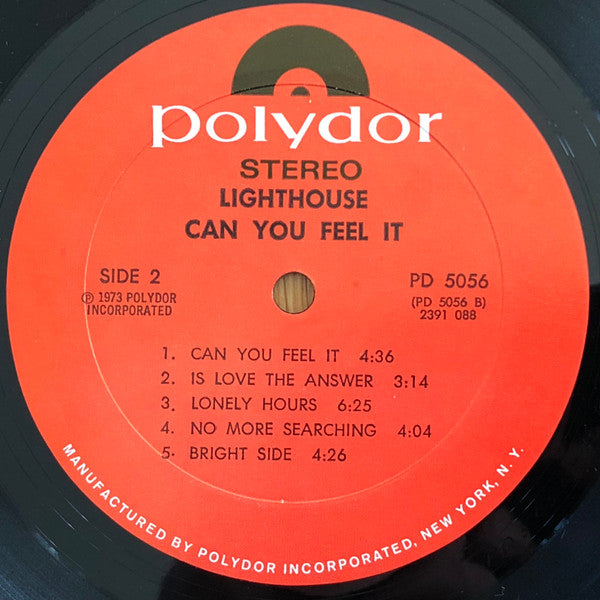 polydor
STEREO
LIGHTHOUSE
CAN YOU FEEL IT
SIDE 2
℗ 1973 POLYDOR
INCORPORATED
PD 5056
(PD 5056 B)
2391 088
1. CAN YOU FEEL IT 4:36
2. IS LOVE THE ANSWER 3:14
3. LONELY HOURS 6:25
4. NO MORE SEARCHING 4:04
5. BRIGHT SIDE 4:26
MANUFACTURED BY POLYDOR INCORPORATED, NEW YORK, N. Y.